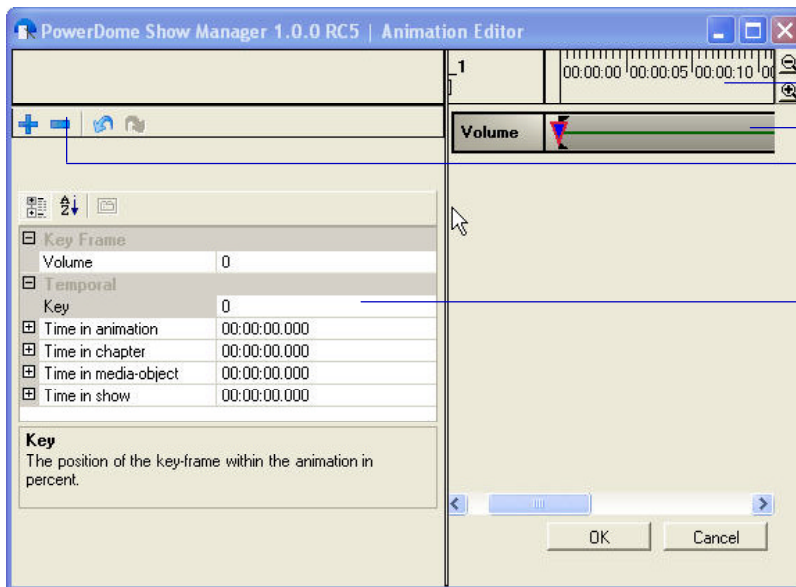 PowerDome Show Manager 1.0.0 RC5 | Animation Editor
_1
00:00:00 00:00:05 00:00:10
Volume
Key Frame
Volume 0
Temporal
Key 0
Time in animation 00:00:00.000
Time in chapter 00:00:00.000
Time in media-object 00:00:00.000
Time in show 00:00:00.000
Key
The position of the key-frame within the animation in
percent.
OK Cancel